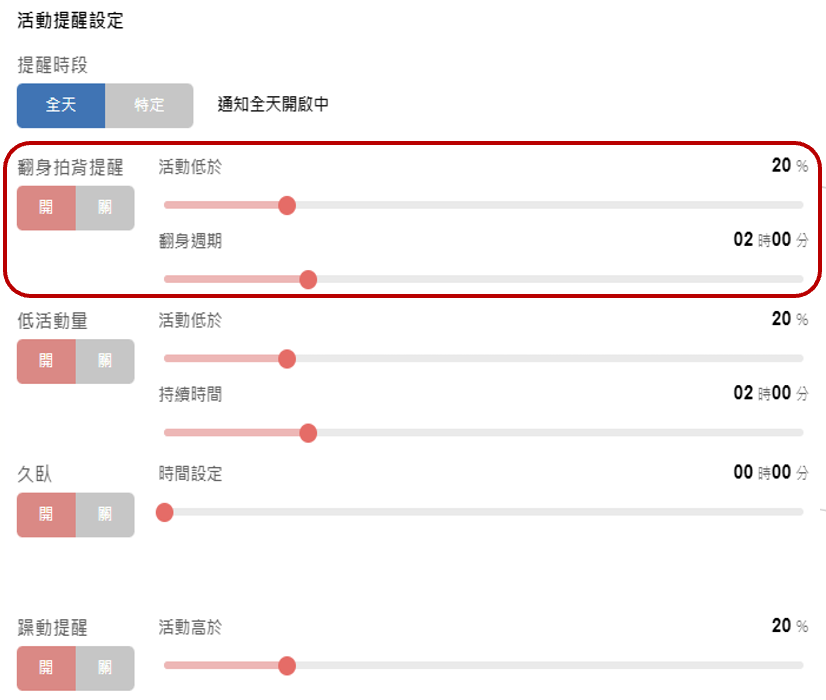 活動提醒設定
提醒時段
全天 特定 通知全天開啟中
翻身拍背提醒 活動低於 20 %
開 關
翻身週期 02 時00 分
低活動量 活動低於 20 %
開 關
持續時間 02 時00 分
久臥 時間設定 00 時00 分
開 關
躁動提醒 活動高於 20 %
開 關